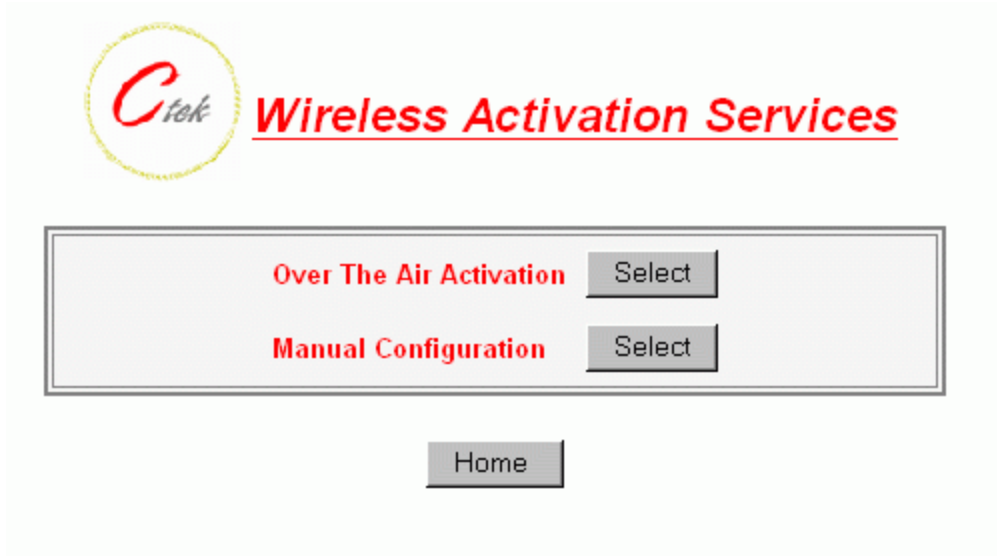 Ctek
Wireless Activation Services
Over The Air Activation Select
Manual Configuration Select
Home